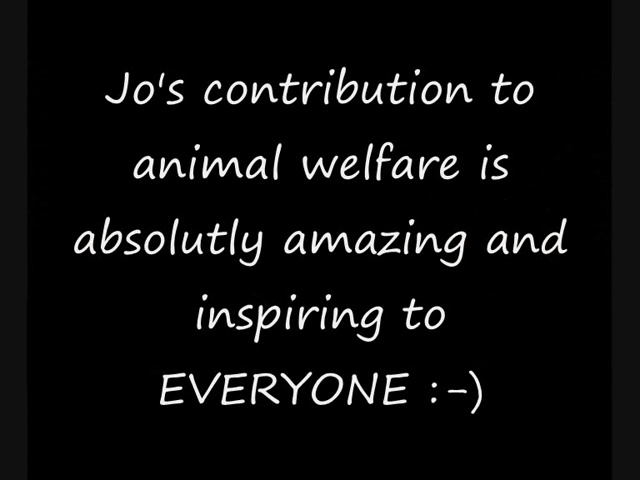 Jo's contribution to
animal welfare is
absolutly amazing and
inspiring to
EVERYONE :-)